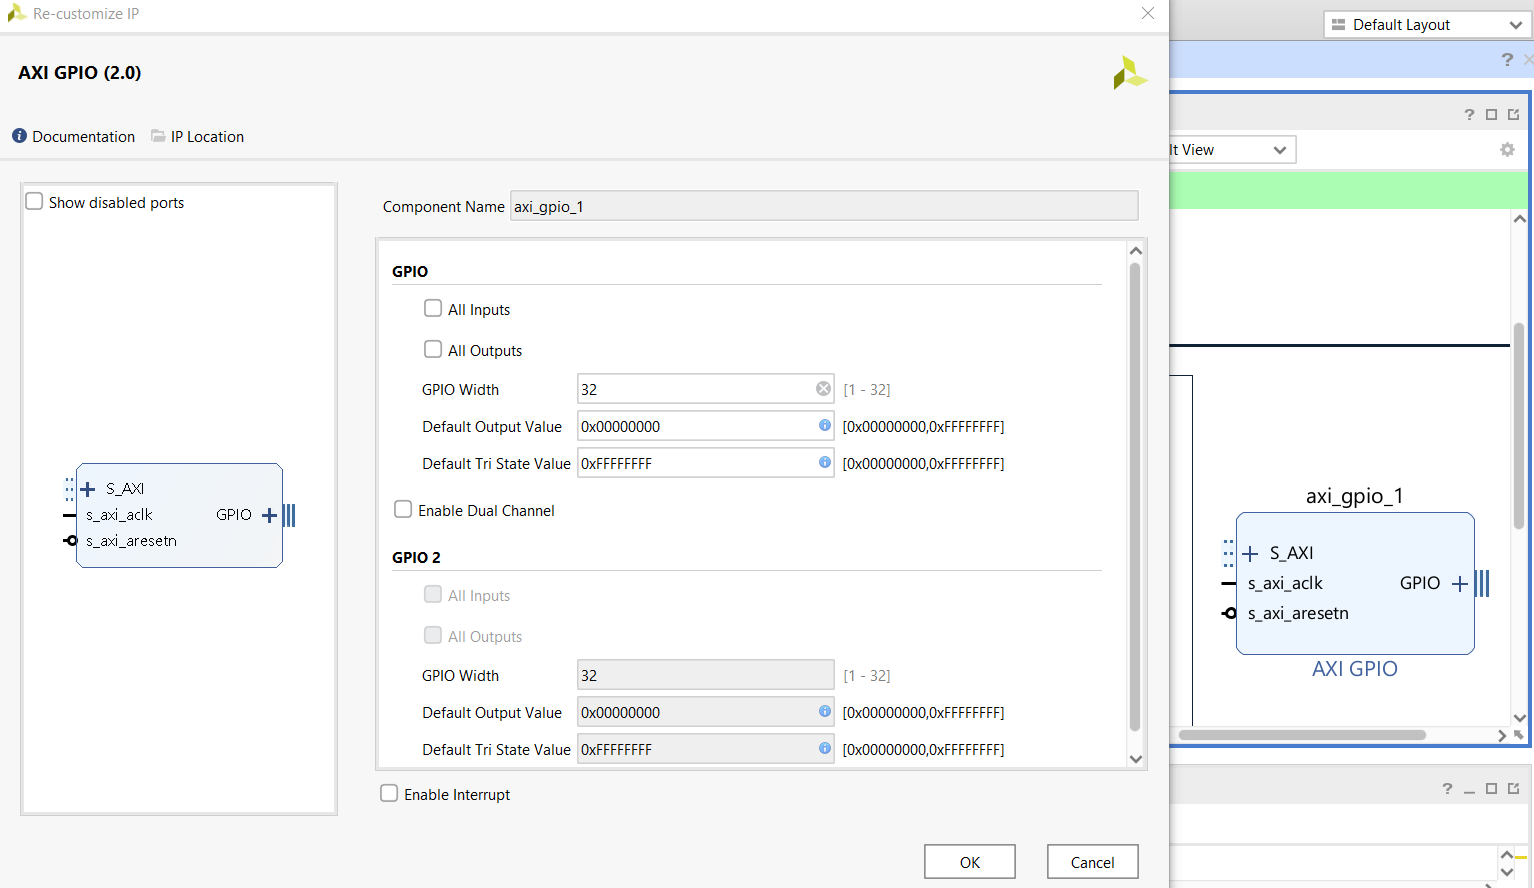 Re-customize IP
Default Layout
AXI GPIO (2.0)
Documentation IP Location
lt View
Show disabled ports
Component Name axi_gpio_1
GPIO
All Inputs
All Outputs
GPIO Width 32 [1 - 32]
Default Output Value 0x00000000 [0x00000000,0xFFFFFFFF]
Default Tri State Value 0xFFFFFFFF [0x00000000,0xFFFFFFFF]
Enable Dual Channel
GPIO 2
All Inputs
All Outputs
GPIO Width 32 [1 - 32]
Default Output Value 0x00000000 [0x00000000,0xFFFFFFFF]
Default Tri State Value 0xFFFFFFFF [0x00000000,0xFFFFFFFF]
Enable Interrupt
OK Cancel
S_AXI
s_axi_aclk GPIO
s_axi_aresetn
axi_gpio_1
S_AXI
s_axi_aclk GPIO
s_axi_aresetn
AXI GPIO